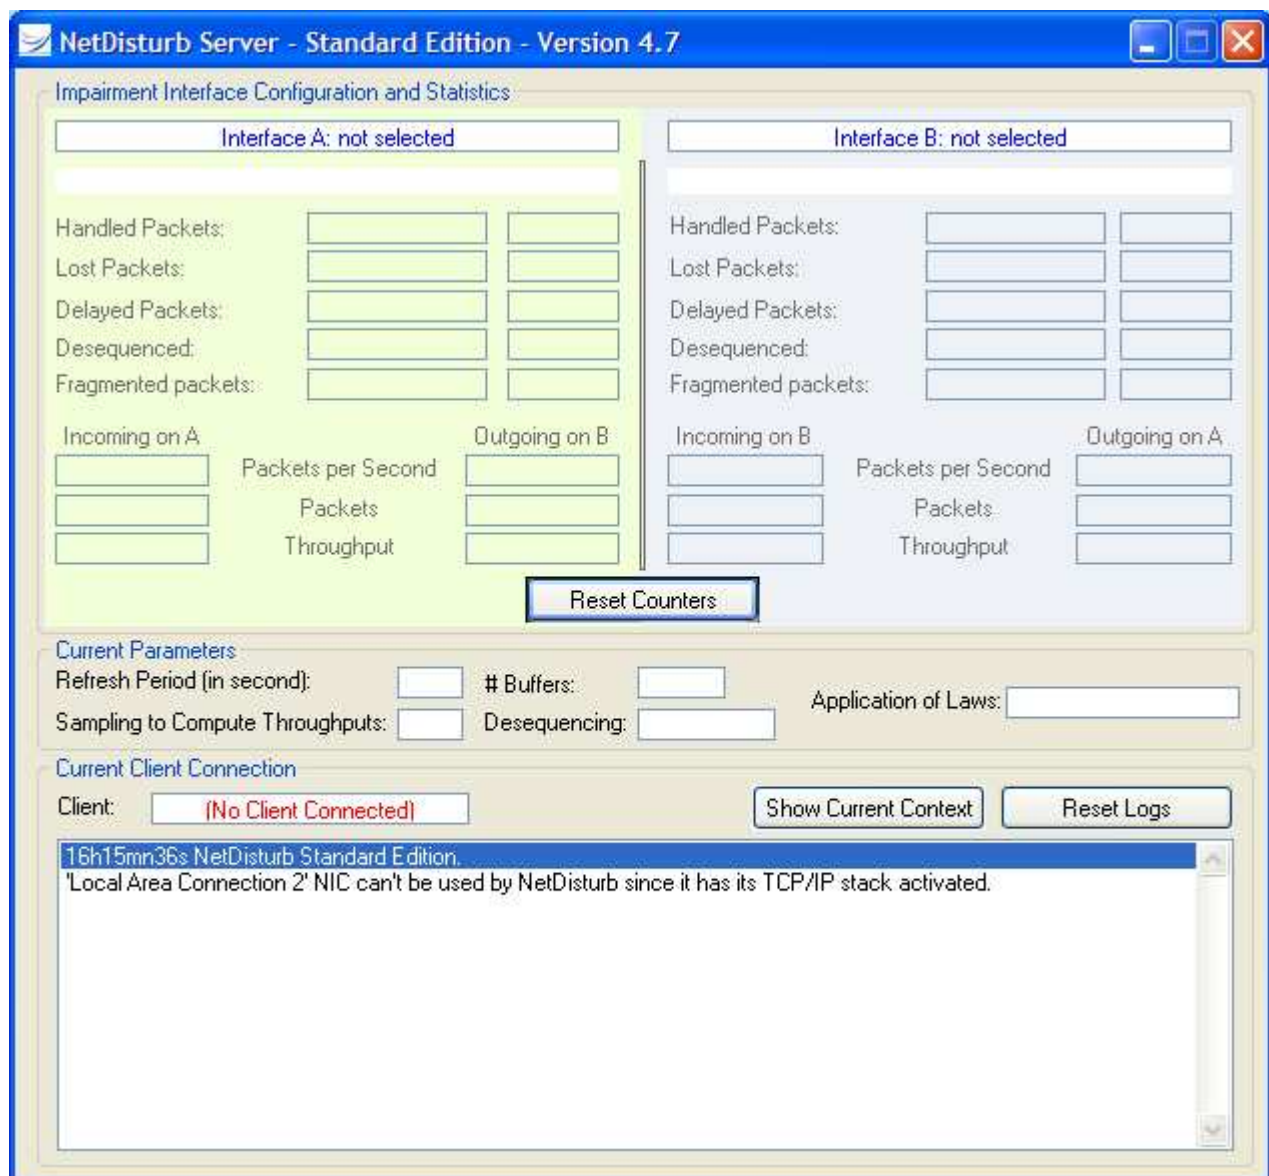 NetDisturb Server - Standard Edition - Version 4.7
Impairment Interface Configuration and Statistics
Interface A: not selected
Handled Packets:
Lost Packets:
Delayed Packets:
Desequenced:
Fragmented packets:
Incoming on A Outgoing on B
Packets per Second
Packets
Throughput
Interface B: not selected
Handled Packets:
Lost Packets:
Delayed Packets:
Desequenced:
Fragmented packets:
Incoming on B Outgoing on A
Packets per Second
Packets
Throughput
Reset Counters
Current Parameters
Refresh Period (in second): # Buffers:
Application of Laws:
Sampling to Compute Throughputs: Desequencing:
Current Client Connection
Client: (No Client Connected) Show Current Context Reset Logs
16h15mn36s NetDisturb Standard Edition.
'Local Area Connection 2' NIC can't be used by NetDisturb since it has its TCP/IP stack activated.